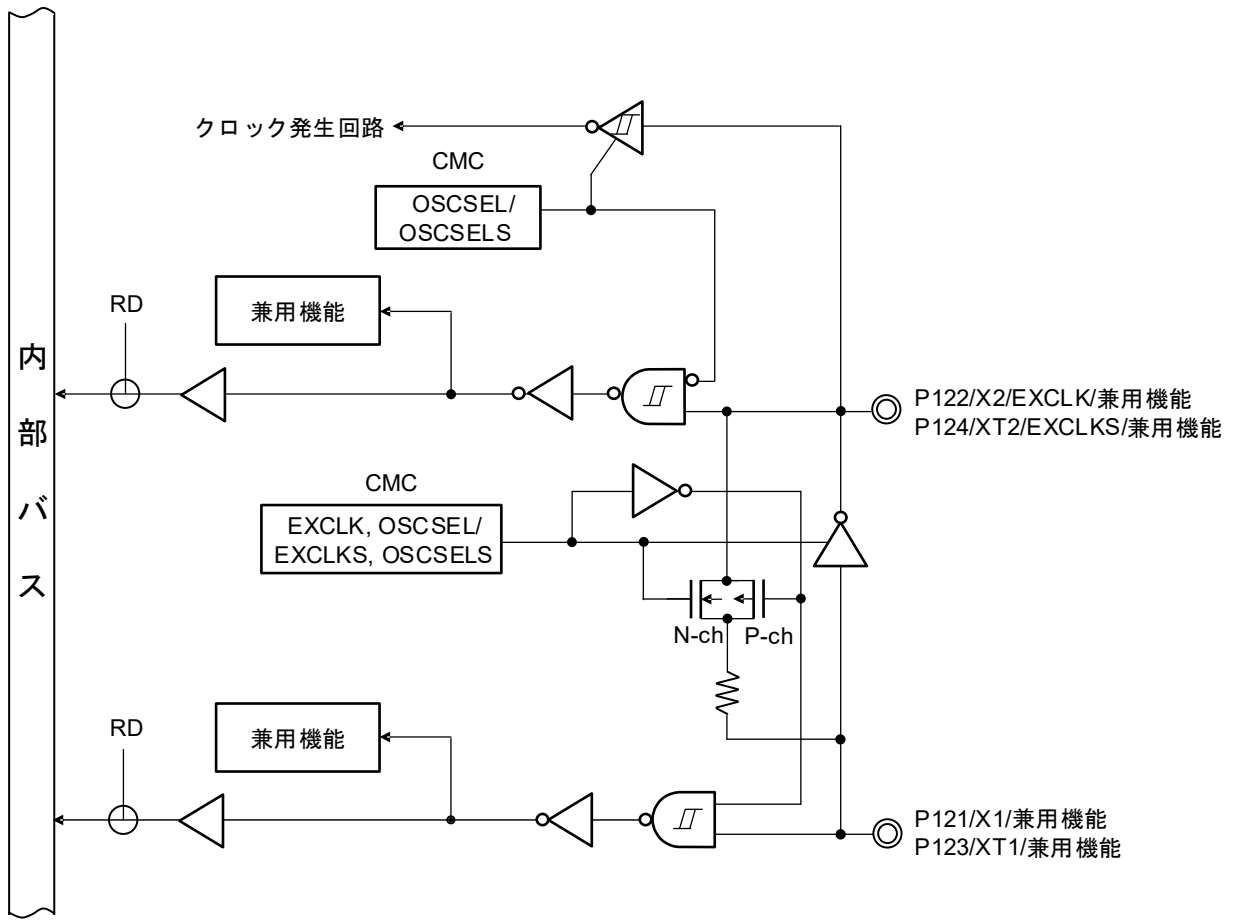 クロック発生回路
CMC
OSCSEL/
OSCSELS
RD
兼用機能
内部バス
P122/X2/EXCLK/兼用機能
P124/XT2/EXCLKS/兼用機能
CMC
EXCLK, OSCSEL/
EXCLKS, OSCSELS
N-ch
P-ch
RD
兼用機能
P121/X1/兼用機能
P123/XT1/兼用機能